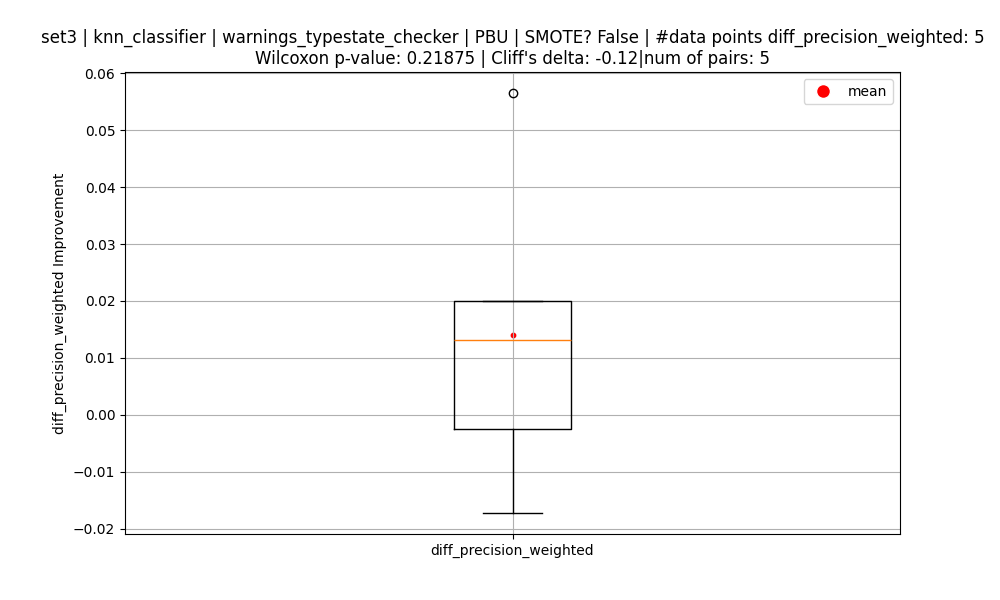 set3 | knn_classifier | warnings_typestate_checker | PBU | SMOTE? False | #data points diff_precision_weighted: 5
Wilcoxon p-value: 0.21875 | Cliff's delta: -0.12|num of pairs: 5
mean
0.06
0.05
0.04
0.03
0.02
0.01
0.00
−0.01
−0.02
diff_precision_weighted Improvement
diff_precision_weighted